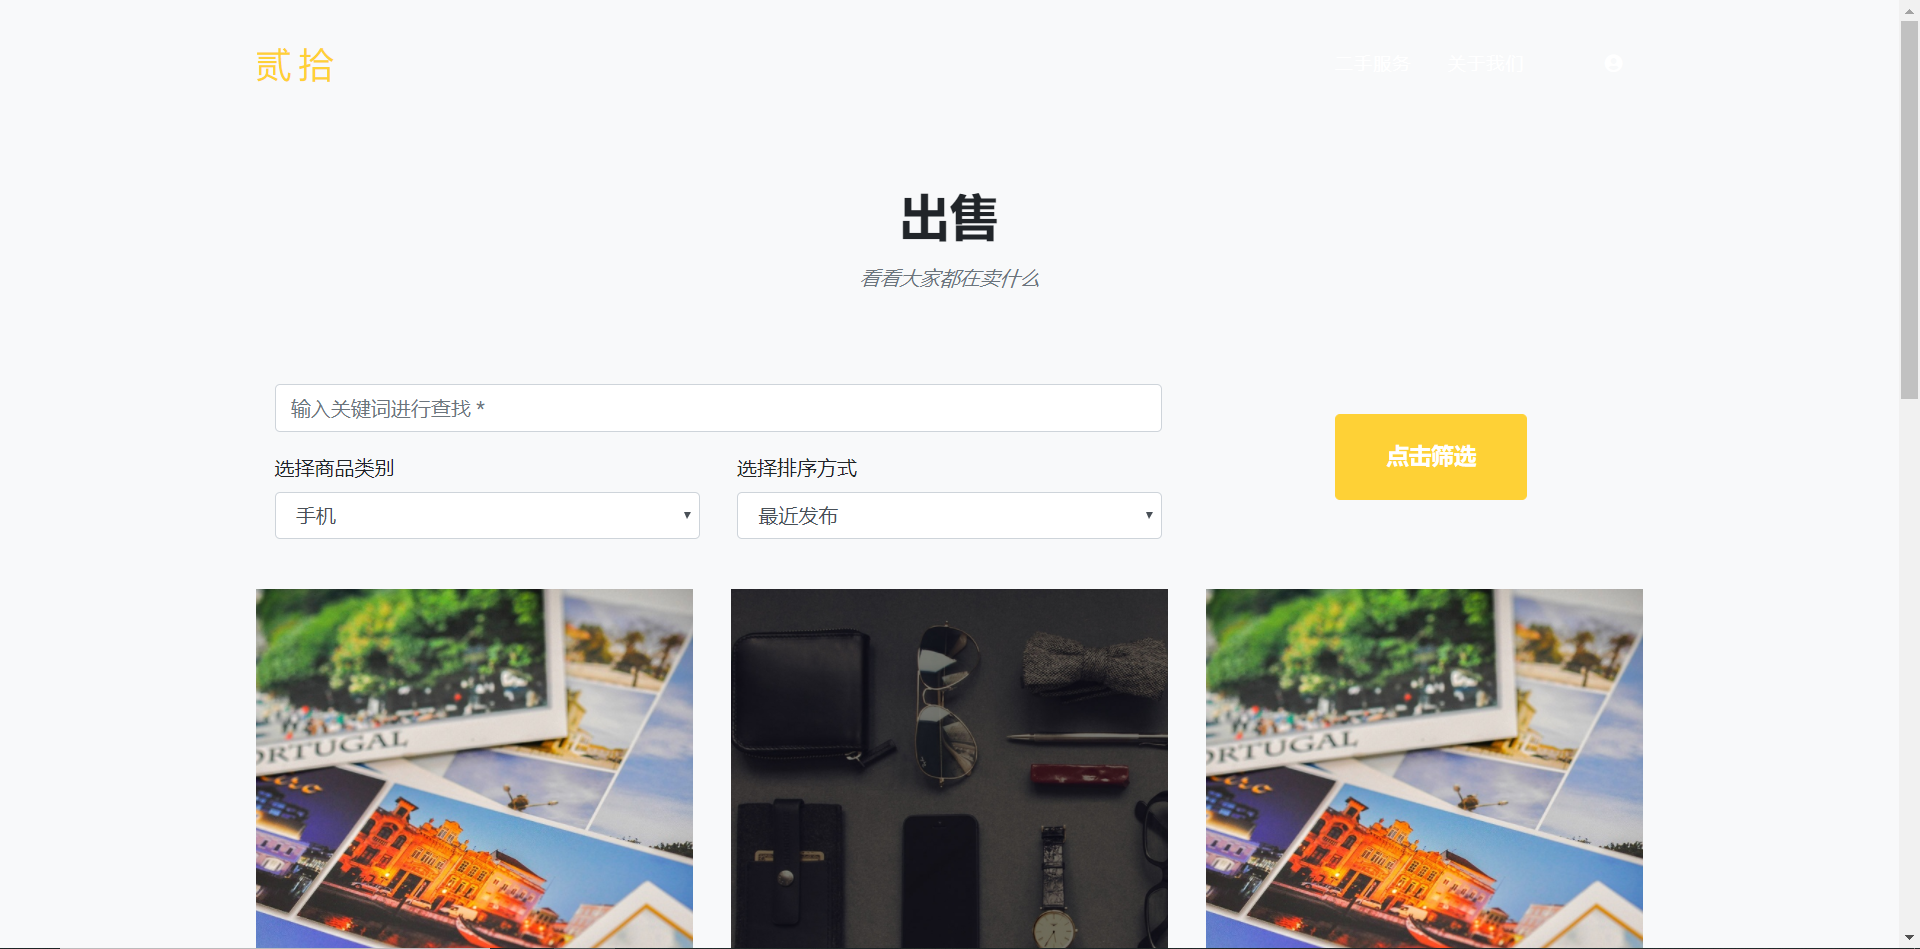 贰拾
二手服务 关于我们
出售
看看大家都在卖什么
输入关键词进行查找 *
选择商品类别 选择排序方式
手机 最近发布
点击筛选
ORTUGAL
ORTUGAL